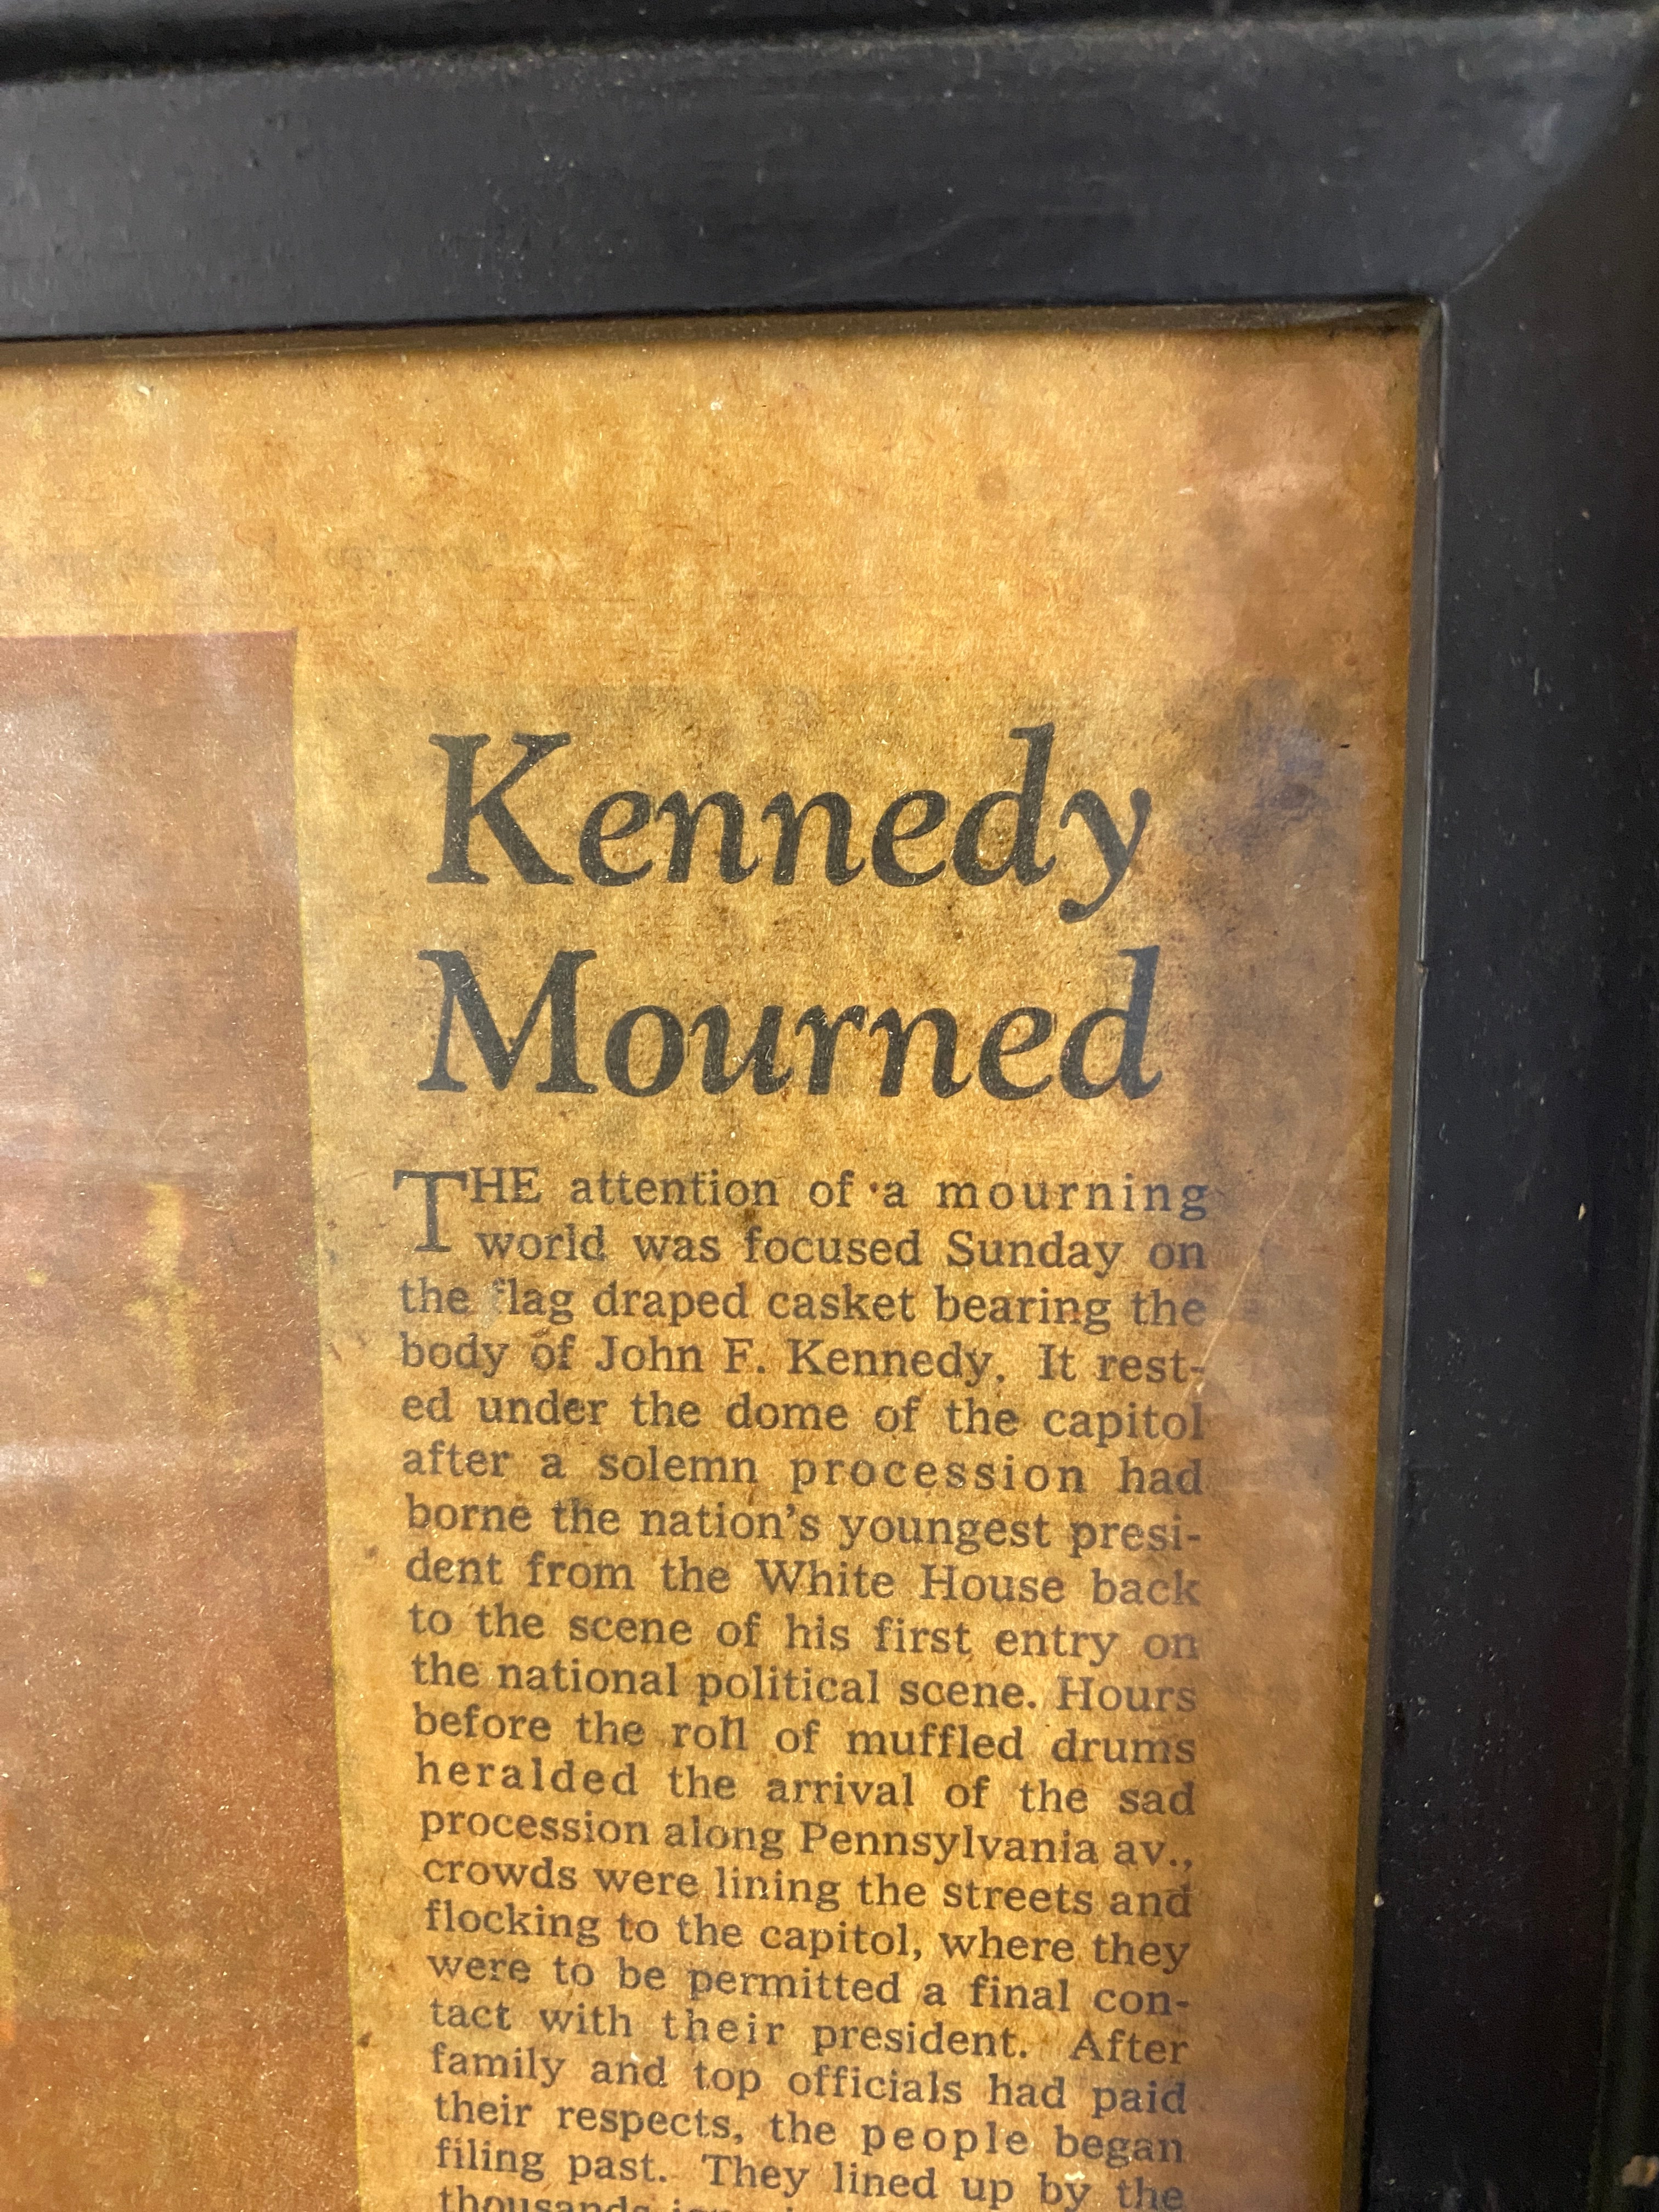 Kennedy
Mourned
THE attention of a mourning
world was focused Sunday on
the flag draped casket bearing the
body of John F. Kennedy. It rest-
ed under the dome of the capitol
after a solemn procession had
borne the nation's youngest presi-
dent from the White House back
to the scene of his first entry on
the national political scene. Hours
before the roll of muffled drums
heralded the arrival of the sad
procession along Pennsylvania av.,
crowds were lining the streets and
flocking to the capitol, where they
were to be permitted a final con-
tact with their president. After
family and top officials had paid
their respects, the people began
filing past. They lined up by the
thousands